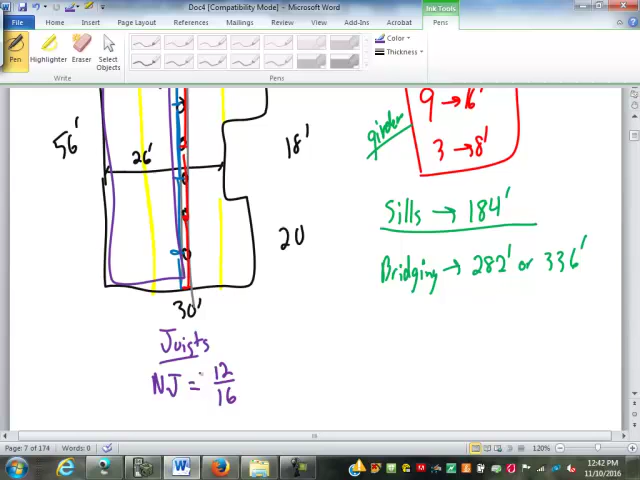 Doc4 [Compatibility Mode] - Microsoft Word
Ink Tools
File Home Insert Page Layout References Mailings Review View Add-Ins Acrobat Pens
Pen Highlighter Eraser Select Objects
Color
Thickness
Write Pens
56'
26'
18'
20
30'
Joists
NJ = 12/16
9 → 16'
girder
3 → 8'
Sills → 184'
Bridging → 282' or 336'
Page: 7 of 174 Words: 0 120%
12:42 PM
11/10/2016